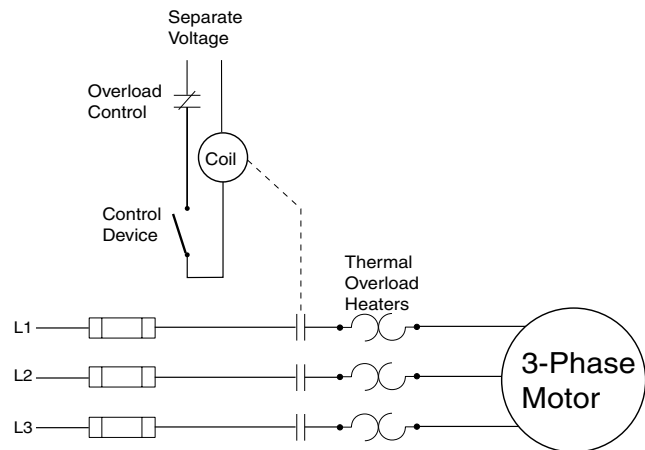 Separate
Voltage
Overload
Control
Coil
Control
Device
Thermal
Overload
Heaters
L1
L2
L3
3-Phase
Motor